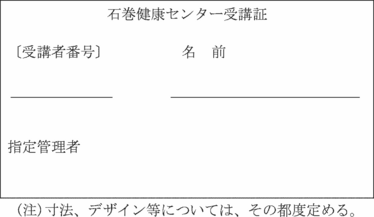 石巻健康センター受講証
〔受講者番号〕　　　　　名　前
指定管理者
(注)寸法、デザイン等については、その都度定める。